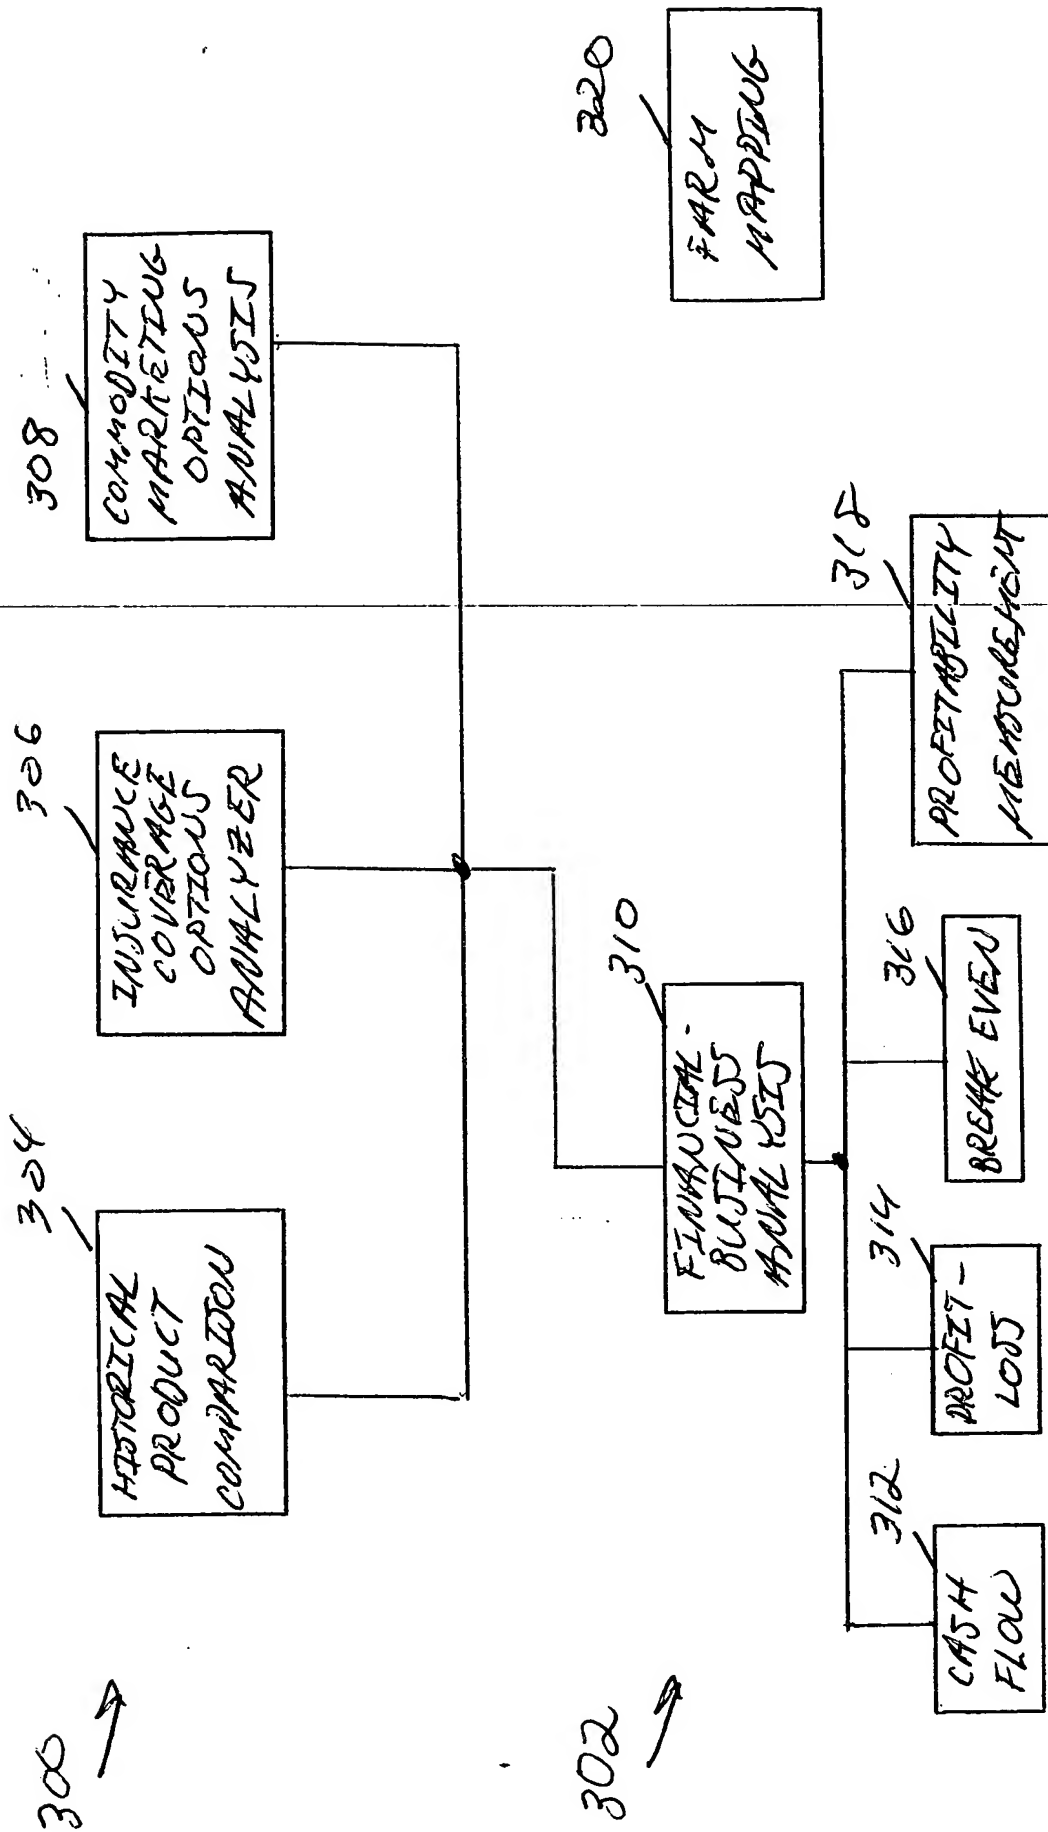 300
304
HISTORICAL
PRODUCT
COMPARISON
306
INSURANCE
COVERAGE
OPTIONS
ANALYZER
308
COMMODITY
MARKETING
OPTIONS
ANALYSIS
302
310
FINANCIAL-
BUSINESS
ANALYSIS
320
FARM
MAPPING
312
CASH
FLOW
314
PROFIT-
LOSS
316
BREAK EVEN
318
PROFITABILITY
MEASUREMENT